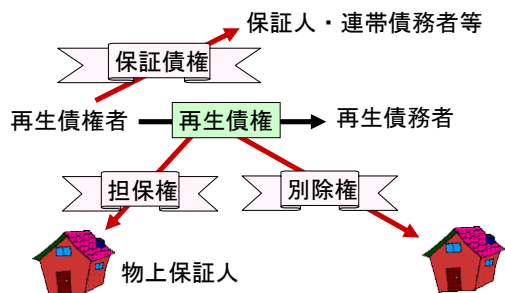 保証人・連帯債務者等
保証債権
再生債権者
再生債権
再生債務者
担保権
別除権
物上保証人